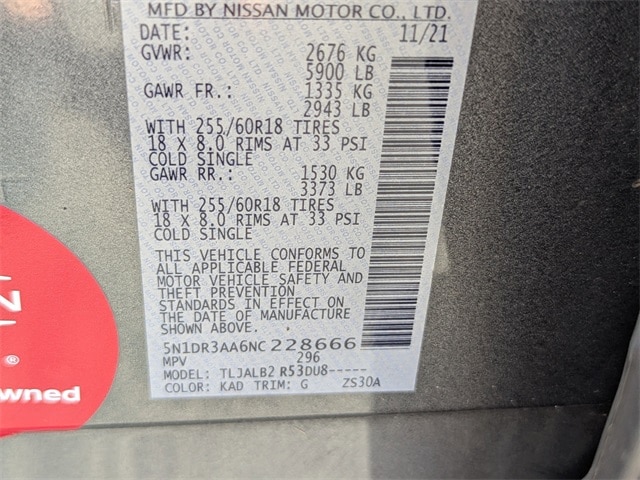 MFD BY NISSAN MOTOR CO., LTD.
DATE: 11/21
GVWR: 2676 KG
5900 LB
GAWR FR.: 1335 KG
2943 LB
WITH 255/60R18 TIRES
18 X 8.0 RIMS AT 33 PSI
COLD SINGLE
GAWR RR.: 1530 KG
3373 LB
WITH 255/60R18 TIRES
18 X 8.0 RIMS AT 33 PSI
COLD SINGLE
THIS VEHICLE CONFORMS TO
ALL APPLICABLE FEDERAL
MOTOR VEHICLE SAFETY AND
THEFT PREVENTION
STANDARDS IN EFFECT ON
THE DATE OF MANUFACTURE
SHOWN ABOVE.
5N1DR3AA6NC228666
MPV 296
MODEL: TLJALB2 R53DU8-----
COLOR: KAD TRIM: G ZS30A
®
wned